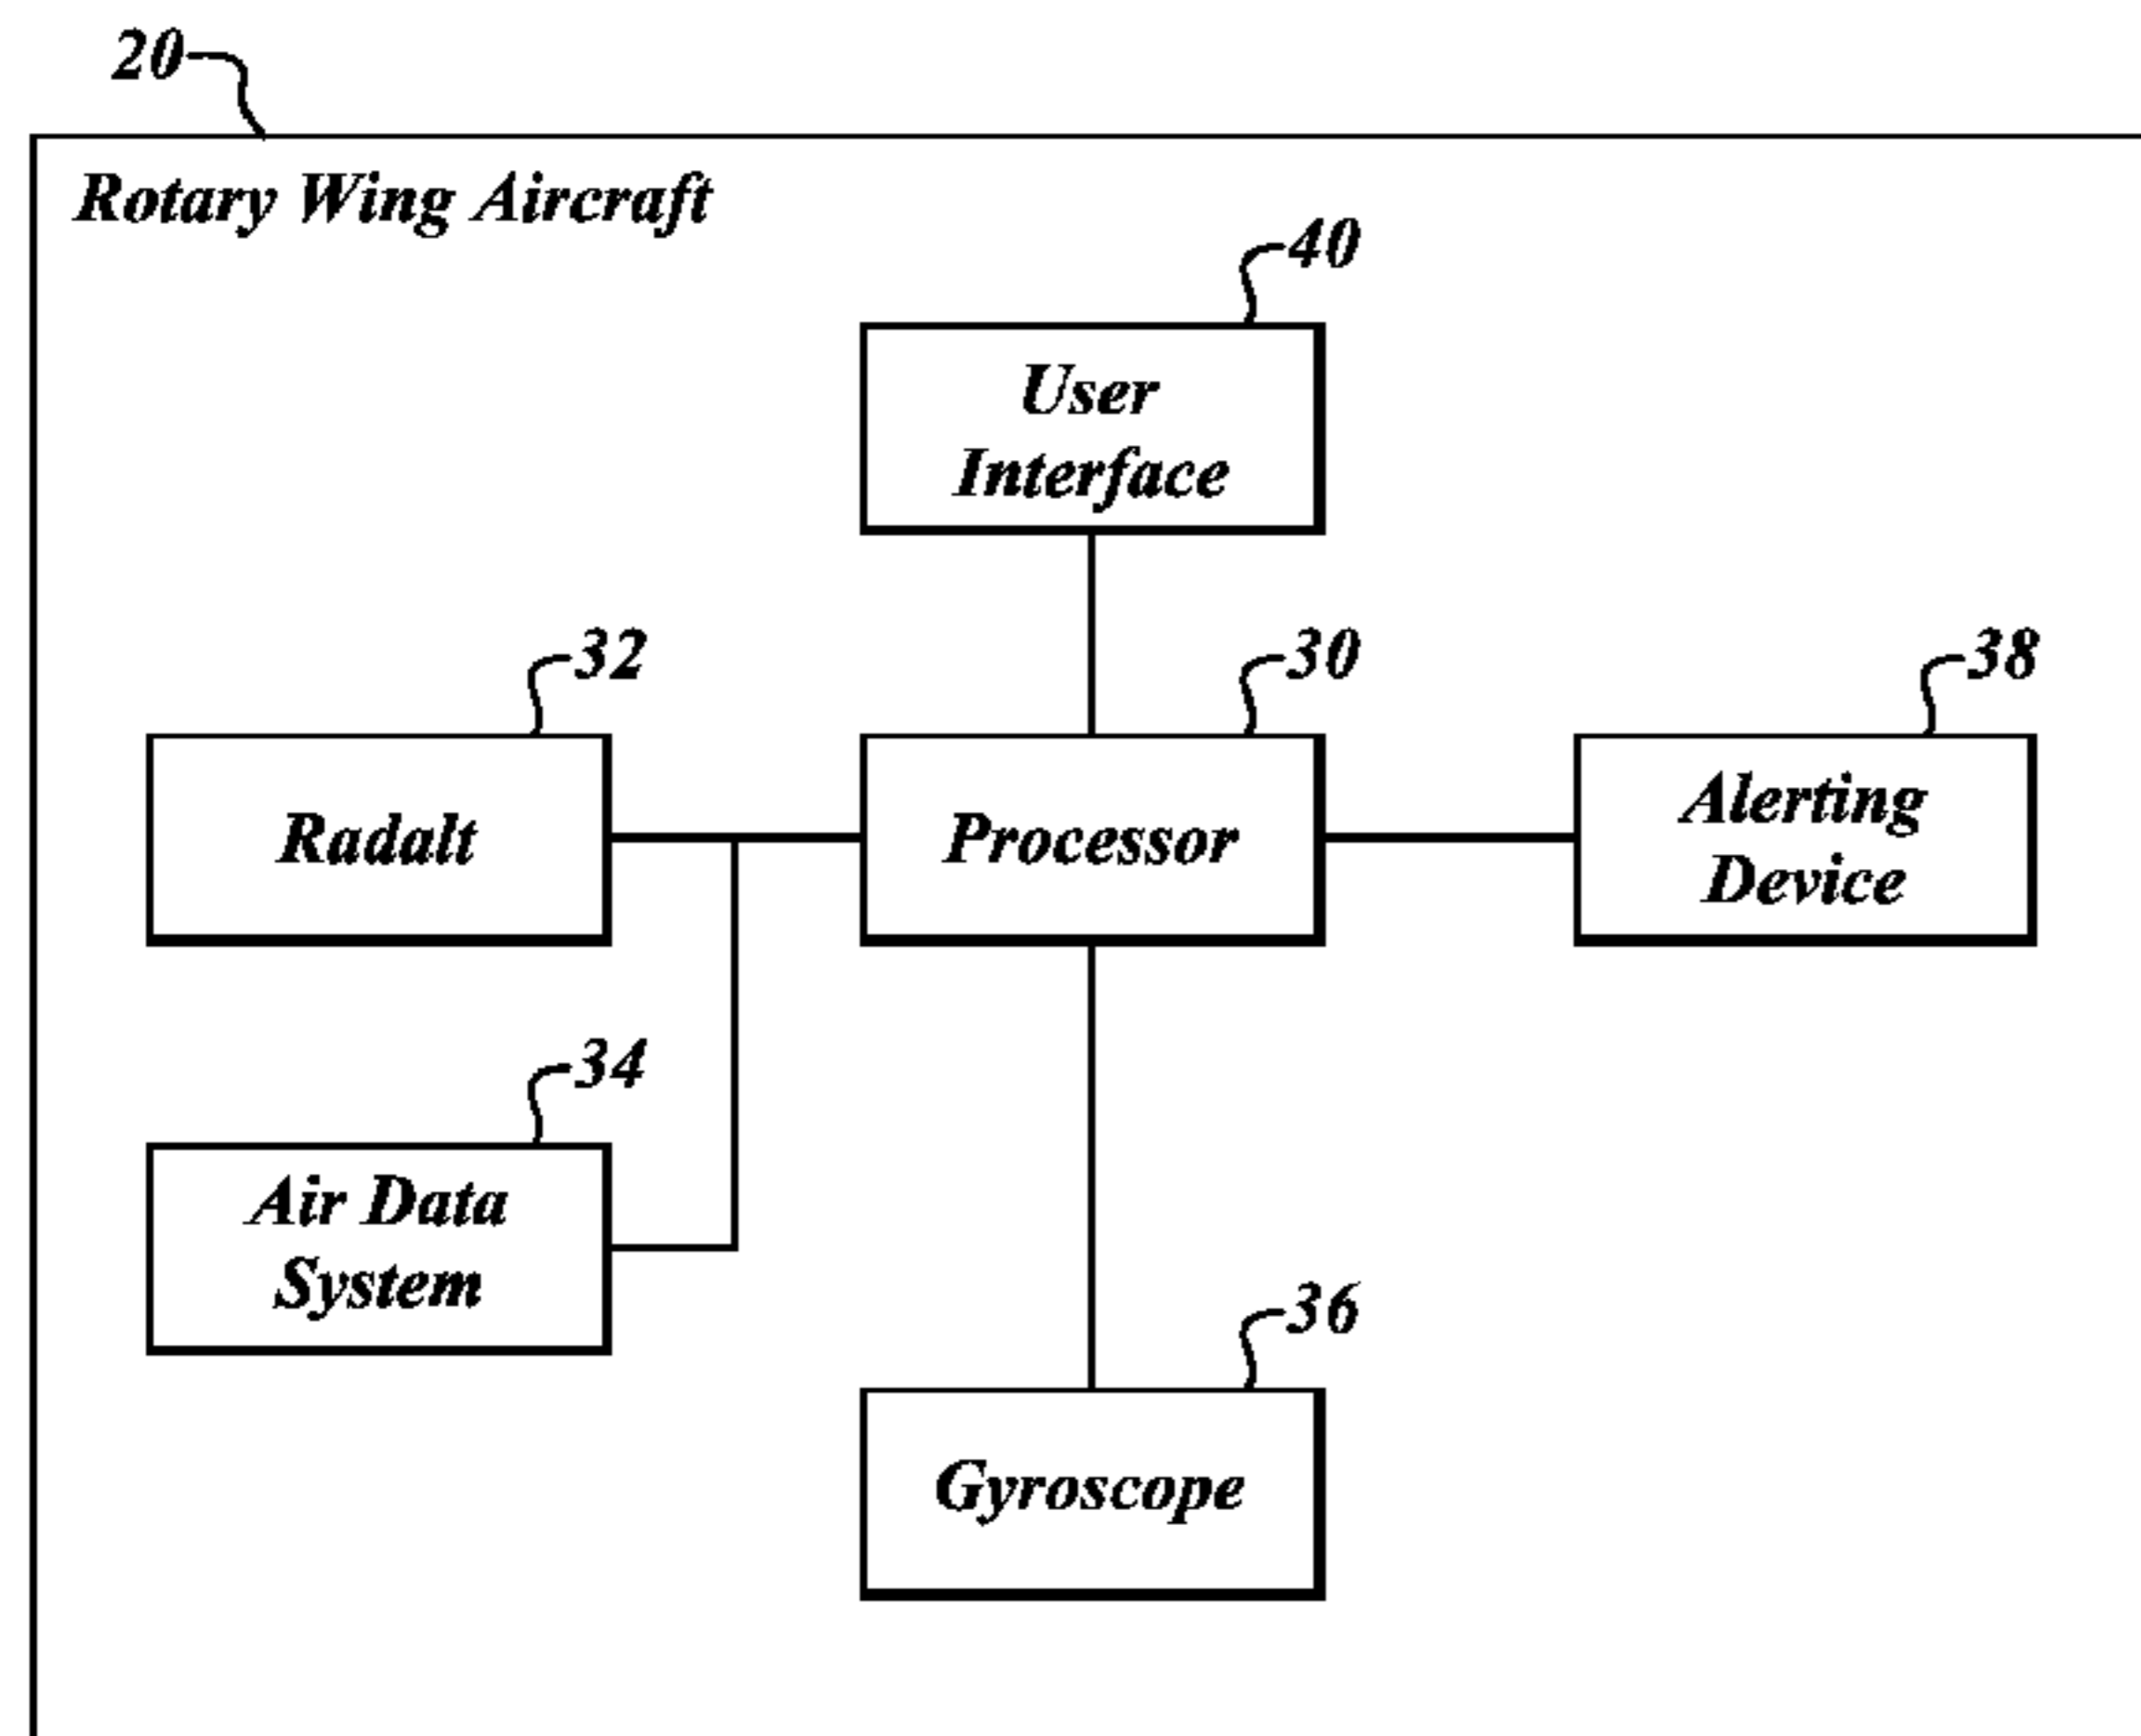 20
Rotary Wing Aircraft
40
User
Interface
32
30
38
Radalt
Processor
Alerting
Device
34
Air Data
System
36
Gyroscope